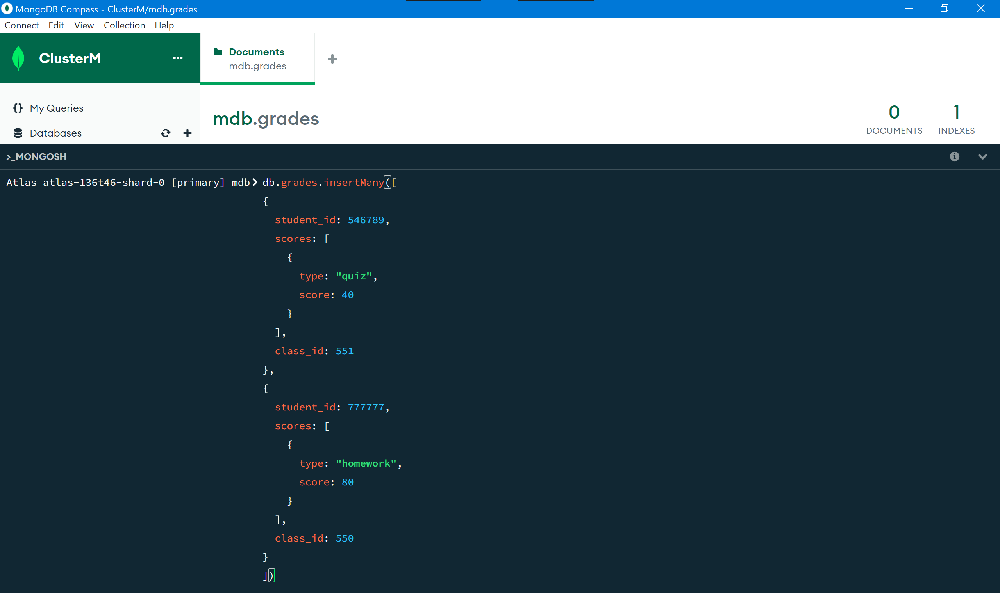 MongoDB Compass - ClusterM/mdb.grades
Connect Edit View Collection Help
ClusterM
Documents
mdb.grades
My Queries
Databases
mdb.grades
0
DOCUMENTS
1
INDEXES
>_MONGOSH
Atlas atlas-136t46-shard-0 [primary] mdb> db.grades.insertMany([
{
student_id: 546789,
scores: [
{
type: "quiz",
score: 40
}
],
class_id: 551
},
{
student_id: 777777,
scores: [
{
type: "homework",
score: 80
}
],
class_id: 550
}
])